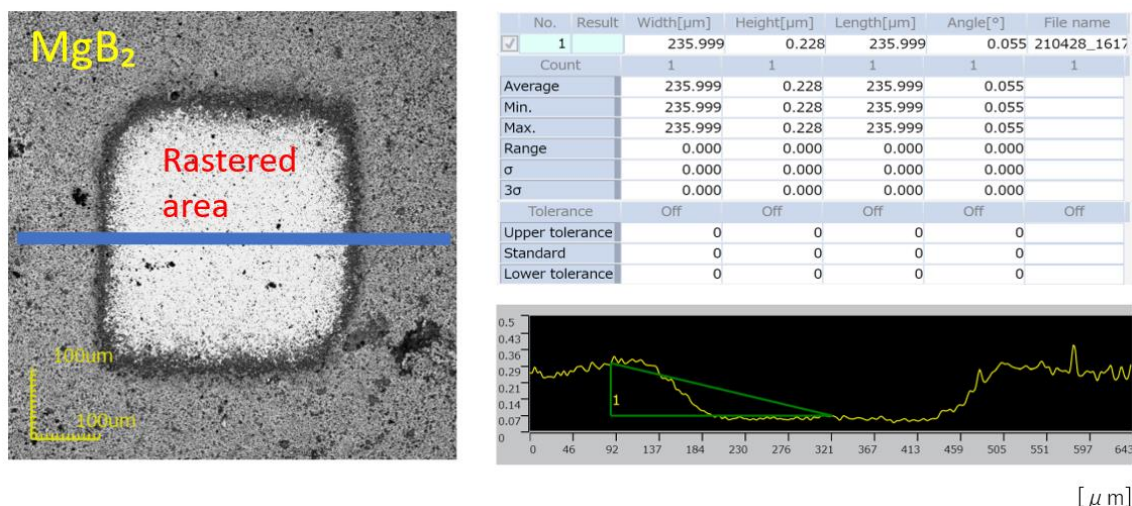 MgB₂
Rastered
area
100um
100um
No. Result Width[μm] Height[μm] Length[μm] Angle[°] File name
1 235.999 0.228 235.999 0.055 210428_1617
Count 1 1 1 1 1
Average 235.999 0.228 235.999 0.055
Min. 235.999 0.228 235.999 0.055
Max. 235.999 0.228 235.999 0.055
Range 0.000 0.000 0.000 0.000
σ 0.000 0.000 0.000 0.000
3σ 0.000 0.000 0.000 0.000
Tolerance Off Off Off Off Off
Upper tolerance 0 0 0 0
Standard 0 0 0 0
Lower tolerance 0 0 0 0
0.5
0.43
0.36
0.29
0.21
0.14
0.07
0
1
0 46 92 137 184 230 276 321 367 413 459 505 551 597 643
[μm]